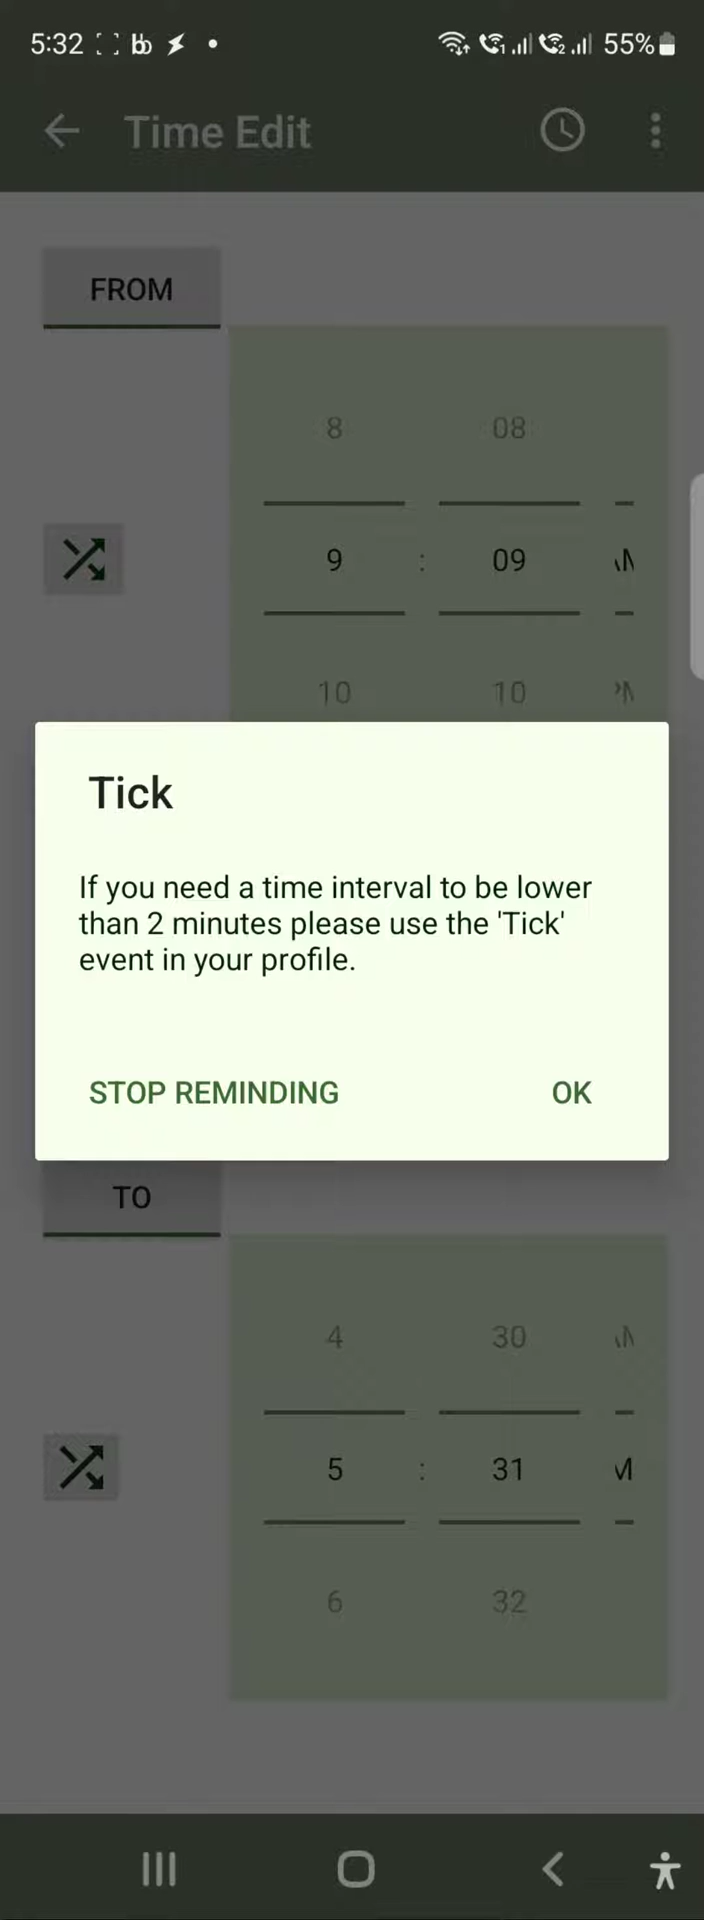 5:32
55%
Time Edit
FROM
8 08
9 : 09
10 10
Tick
If you need a time interval to be lower
than 2 minutes please use the 'Tick'
event in your profile.
STOP REMINDING OK
TO
4 30
5 : 31
6 32